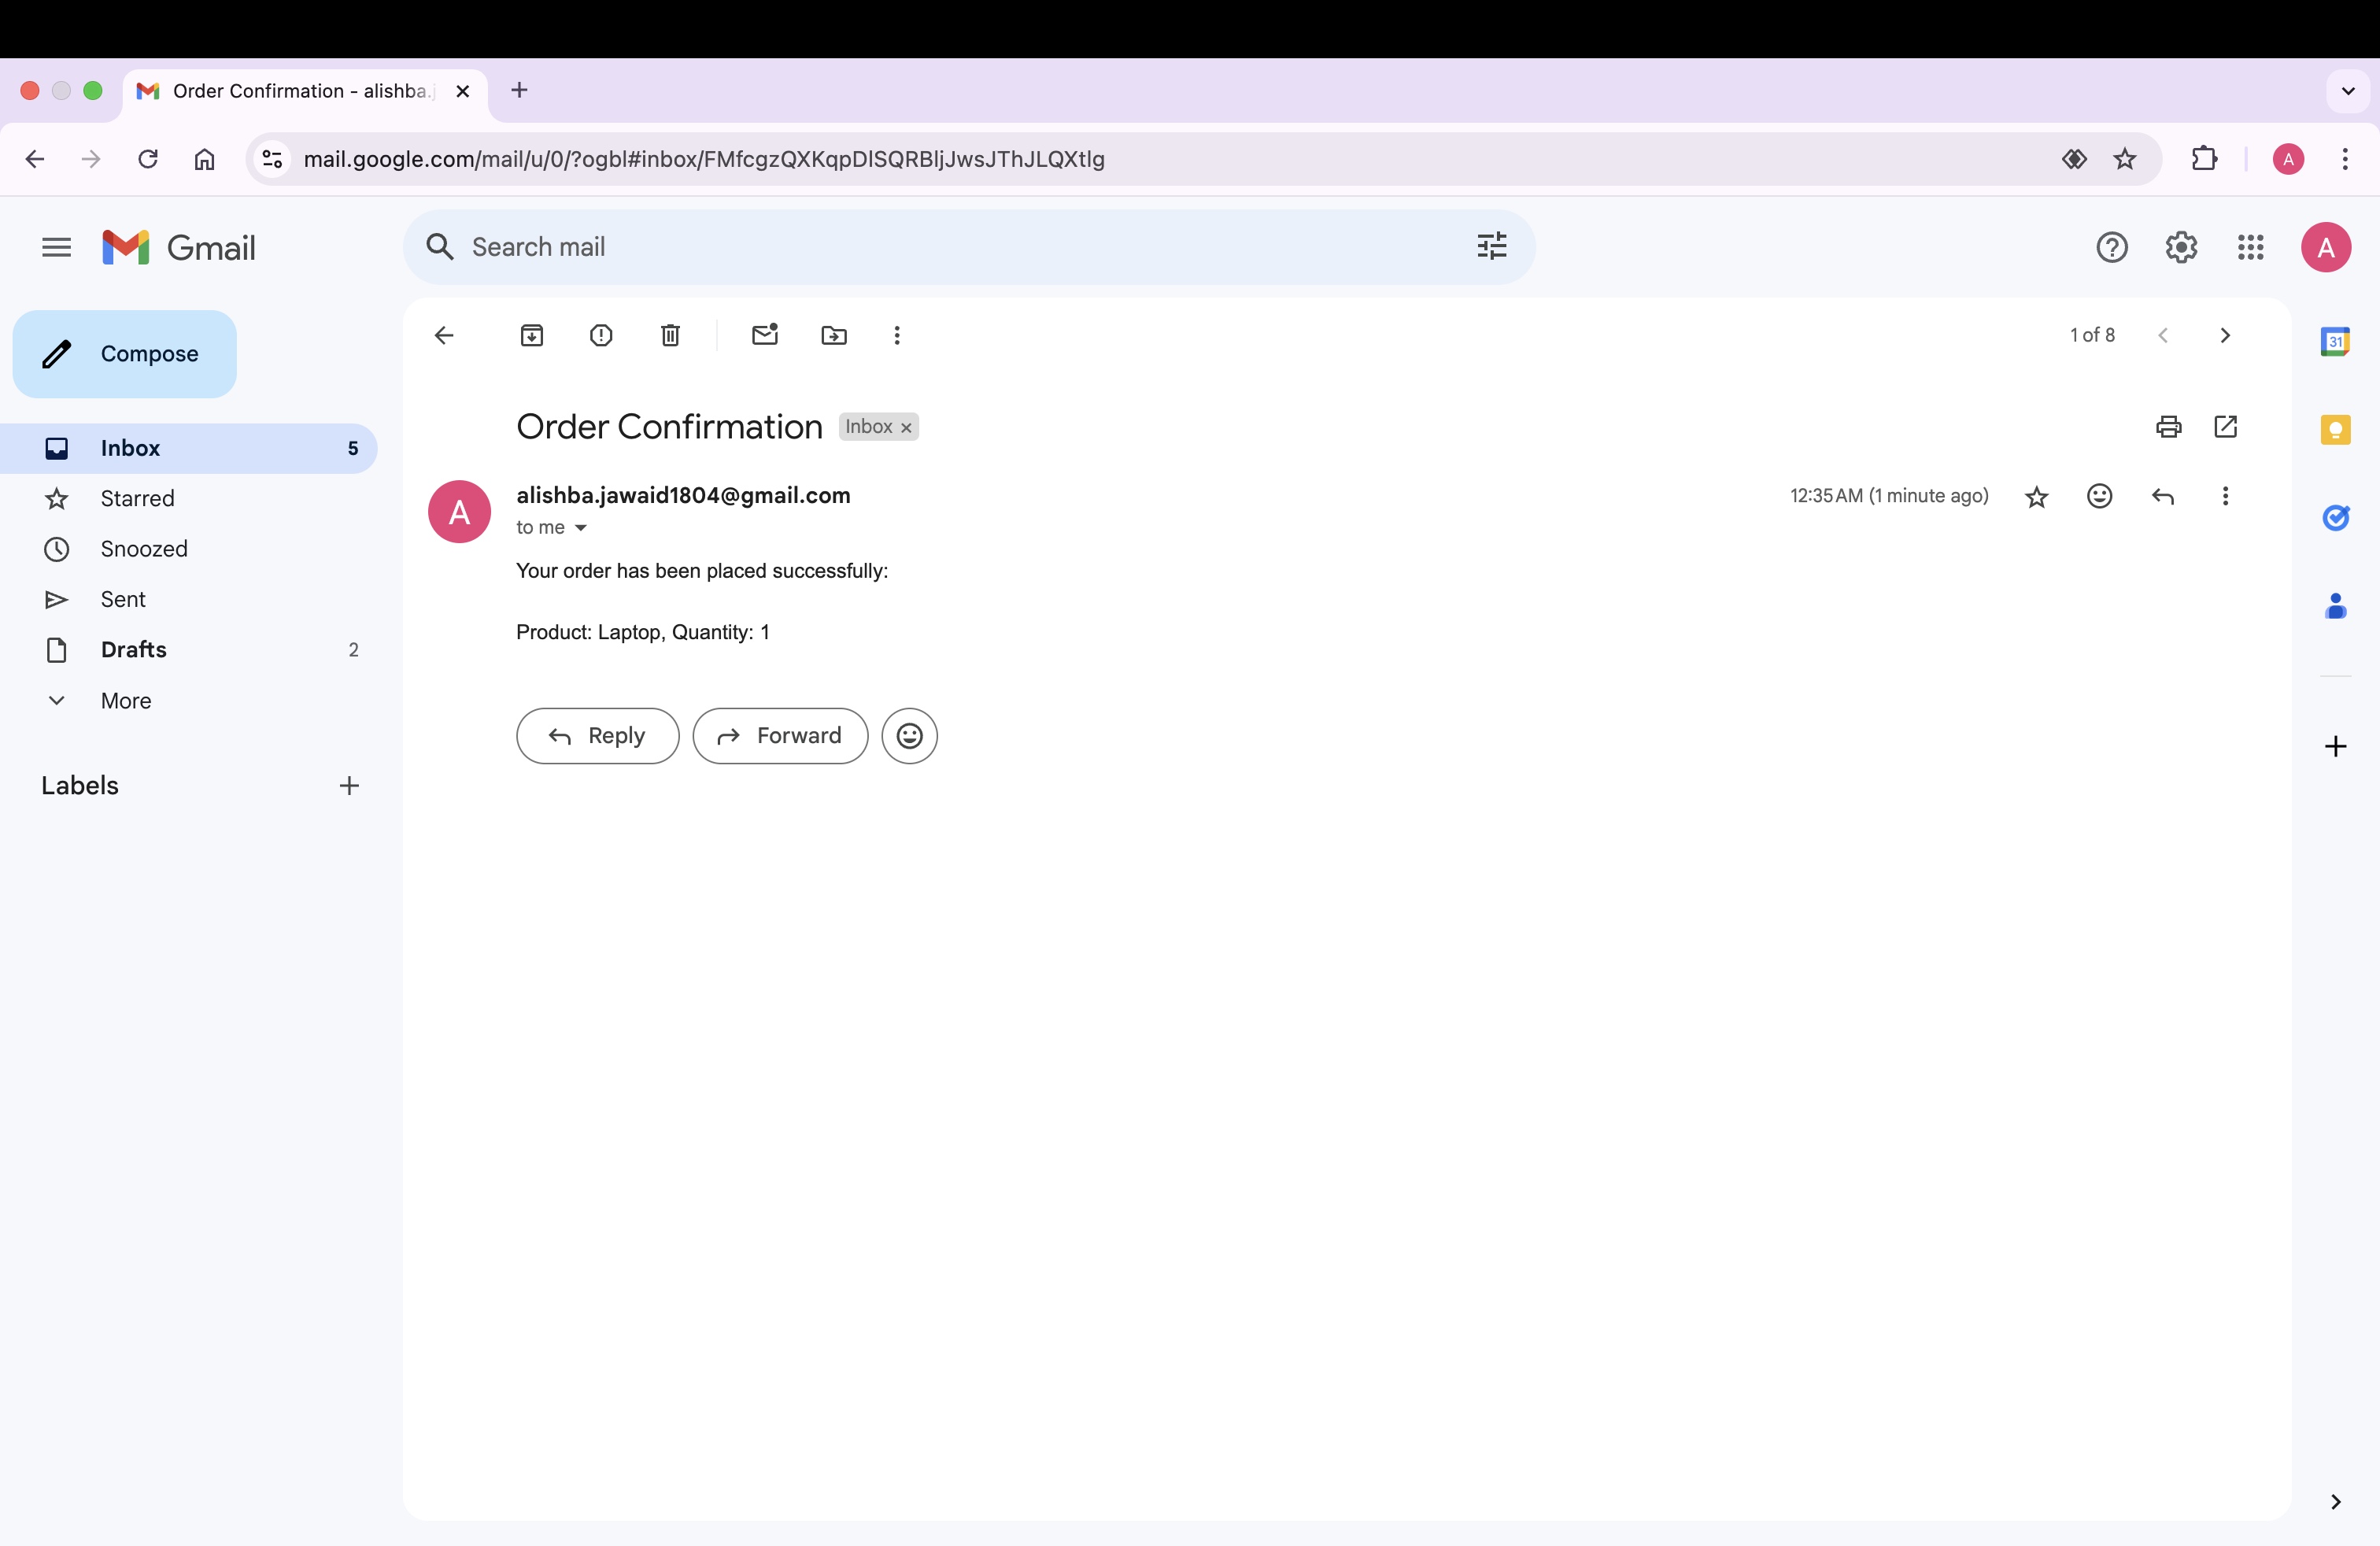 Order Confirmation - alishba.j
mail.google.com/mail/u/0/?ogbl#inbox/FMfcgzQXKqpDlSQRBljJwsJThJLQXtlg
A
Gmail
Search mail
A
Compose
1 of 8
31
Order Confirmation Inbox ×
Inbox 5
Starred
Snoozed
Sent
Drafts 2
More
Labels
A
alishba.jawaid1804@gmail.com
12:35 AM (1 minute ago)
to me
Your order has been placed successfully:
Product: Laptop, Quantity: 1
Reply
Forward